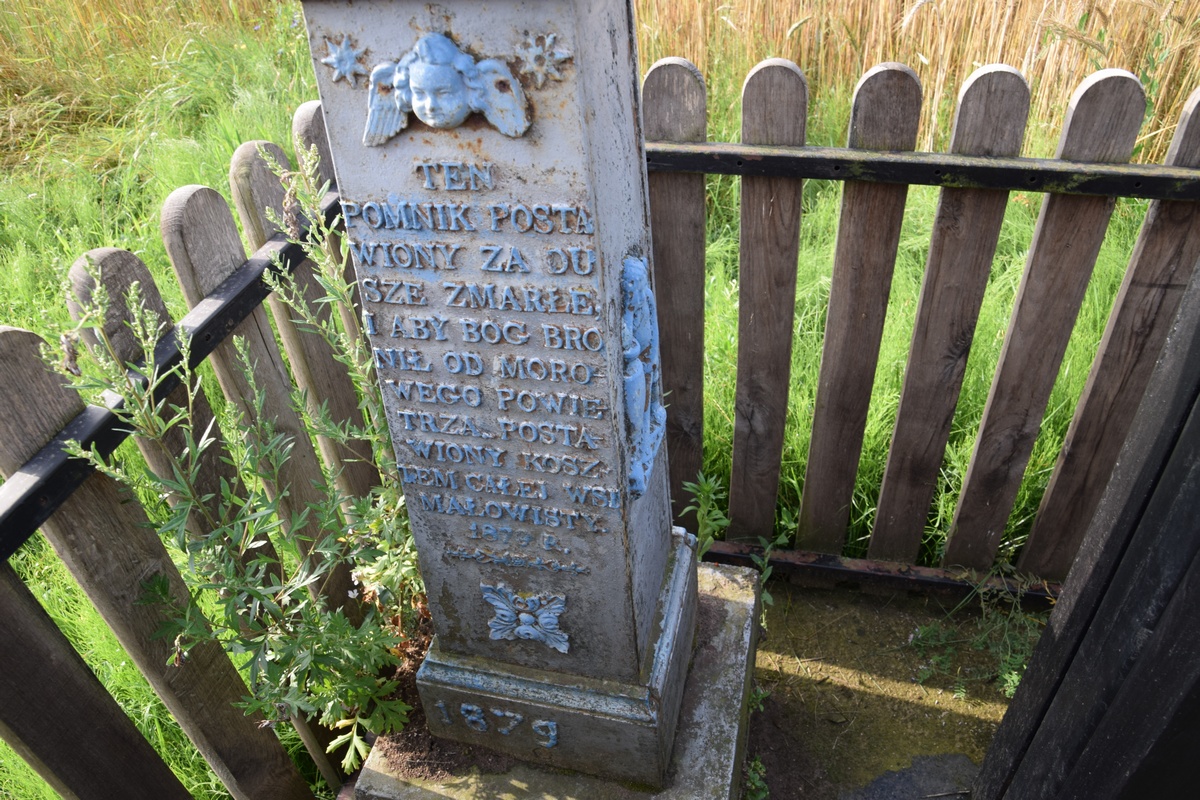 TEN
POMNIK POSTA
WIONY ZA DU
SZE ZMARŁE,
I ABY BÓG BRO
NIŁ OD MORO-
WEGO POWIE-
TRZA. POSTA-
WIONY KOSZ-
TEM CAŁEJ WSI
MAŁOWISTY.
1879 R.
1879